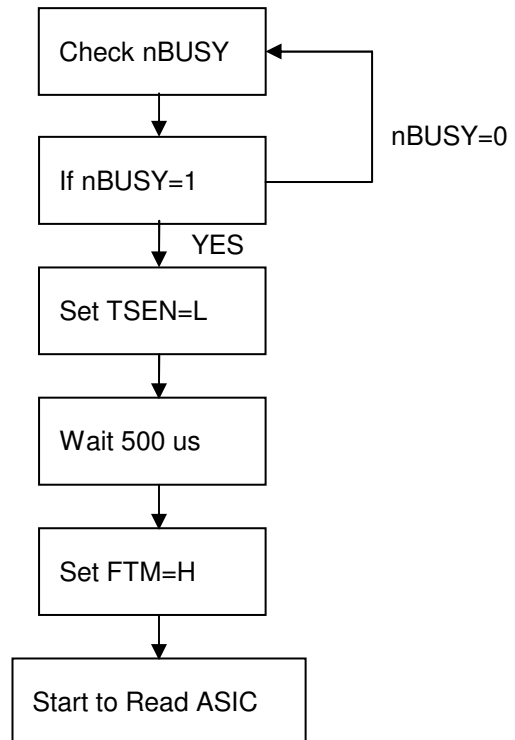 Check nBUSY
nBUSY=0
If nBUSY=1
YES
Set TSEN=L
Wait 500 us
Set FTM=H
Start to Read ASIC